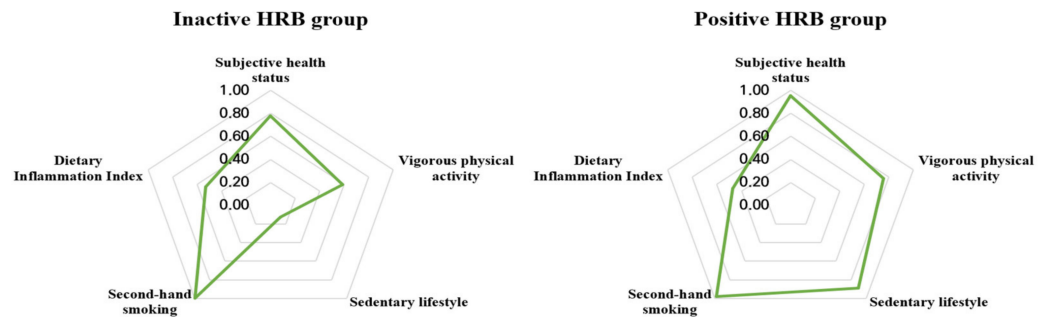 Inactive HRB group
Subjective health
status
1.00
0.80
0.60
0.40
0.20
0.00
Dietary
Inflammation Index
Vigorous physical
activity
Second-hand
smoking
Sedentary lifestyle
Positive HRB group
Subjective health
status
1.00
0.80
0.60
0.40
0.20
0.00
Dietary
Inflammation Index
Vigorous physical
activity
Second-hand
smoking
Sedentary lifestyle